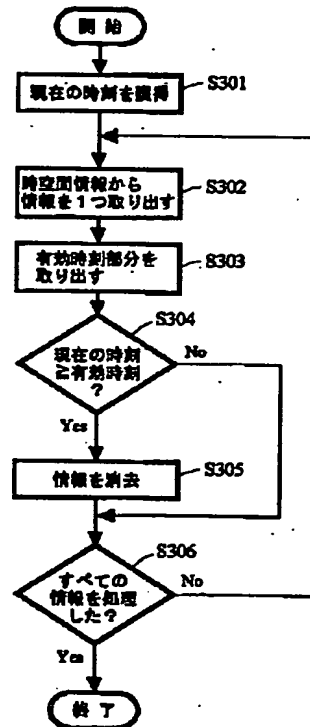 開 始
現在の時刻を獲得
S301
時空間情報から
情報を1つ取り出す
S302
有効時刻部分を
取り出す
S303
S304
現在の時刻
≧有効時刻
?
No
Yes
情報を消去
S305
S306
すべての
情報を処理
した?
No
Yes
終 了